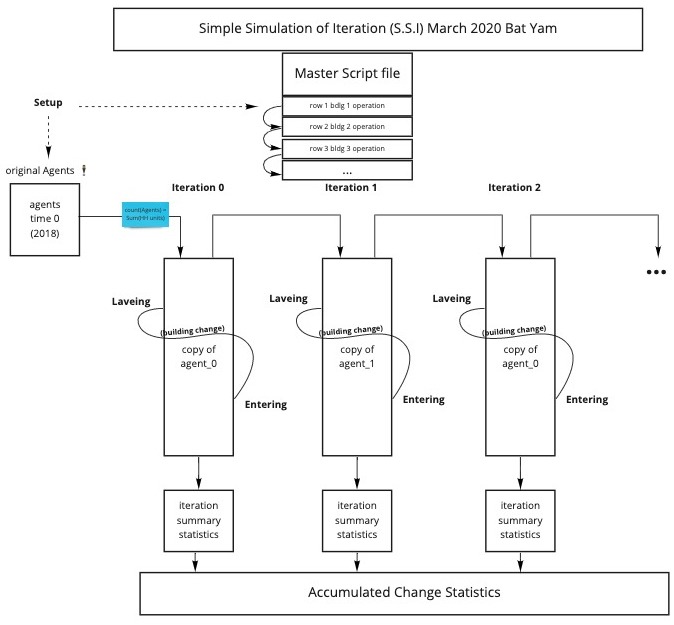 Simple Simulation of Iteration (S.S.I) March 2020 Bat Yam
Master Script file
row 1 bdlg 1 operation
row 2 bldg 2 operation
row 3 bldg 3 operation
...
Setup
original Agents
agents
time 0
(2018)
count(Agents) =
Sum(HH units)
Iteration 0
Iteration 1
Iteration 2
...
Laveing
(building change)
copy of
agent_0
Entering
Laveing
(building change)
copy of
agent_1
Entering
Laveing
(building change)
copy of
agent_0
Entering
iteration
summary
statistics
iteration
summary
statistics
iteration
summary
statistics
Accumulated Change Statistics